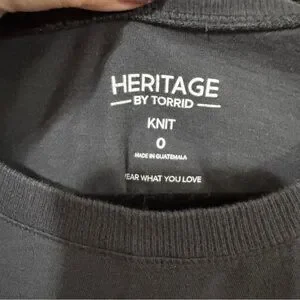 HERITAGE
BY TORRID
KNIT
0
MADE IN GUATEMALA
WHAT YOU LOVE